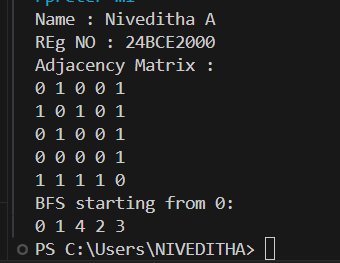 Name : Niveditha A
REg NO : 24BCE2000
Adjacency Matrix :
0 1 0 0 1
1 0 1 0 1
0 1 0 0 1
0 0 0 0 1
1 1 1 1 0
BFS starting from 0:
0 1 4 2 3
PS C:\Users\NIVEDITHA>